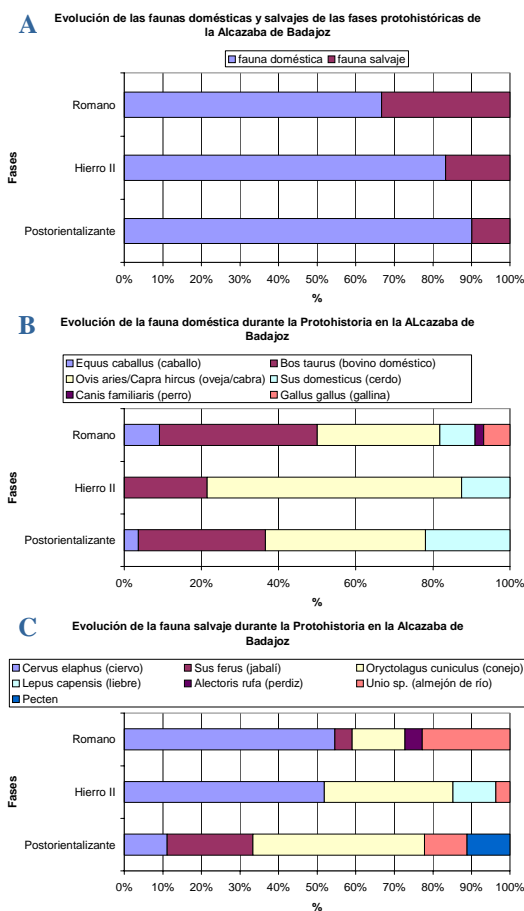 A
Evolución de las faunas domésticas y salvajes de las fases protohistóricas de
la Alcazaba de Badajoz
fauna doméstica fauna salvaje
Fases
Romano
Hierro II
Postorientalizante
0% 10% 20% 30% 40% 50% 60% 70% 80% 90% 100%
%
B
Evolución de la fauna doméstica durante la Protohistoria en la ALcazaba de
Badajoz
Equus caballus (caballo) Bos taurus (bovino doméstico)
Ovis aries/Capra hircus (oveja/cabra) Sus domesticus (cerdo)
Canis familiaris (perro) Gallus gallus (gallina)
Fases
Romano
Hierro II
Postorientalizante
0% 20% 40% 60% 80% 100%
%
C
Evolución de la fauna salvaje durante la Protohistoria en la Alcazaba de
Badajoz
Cervus elaphus (ciervo) Sus ferus (jabalí) Oryctolagus cuniculus (conejo)
Lepus capensis (liebre) Alectoris rufa (perdiz) Unio sp. (almejón de río)
Pecten
Fases
Romano
Hierro II
Postorientalizante
0% 10% 20% 30% 40% 50% 60% 70% 80% 90% 100%
%